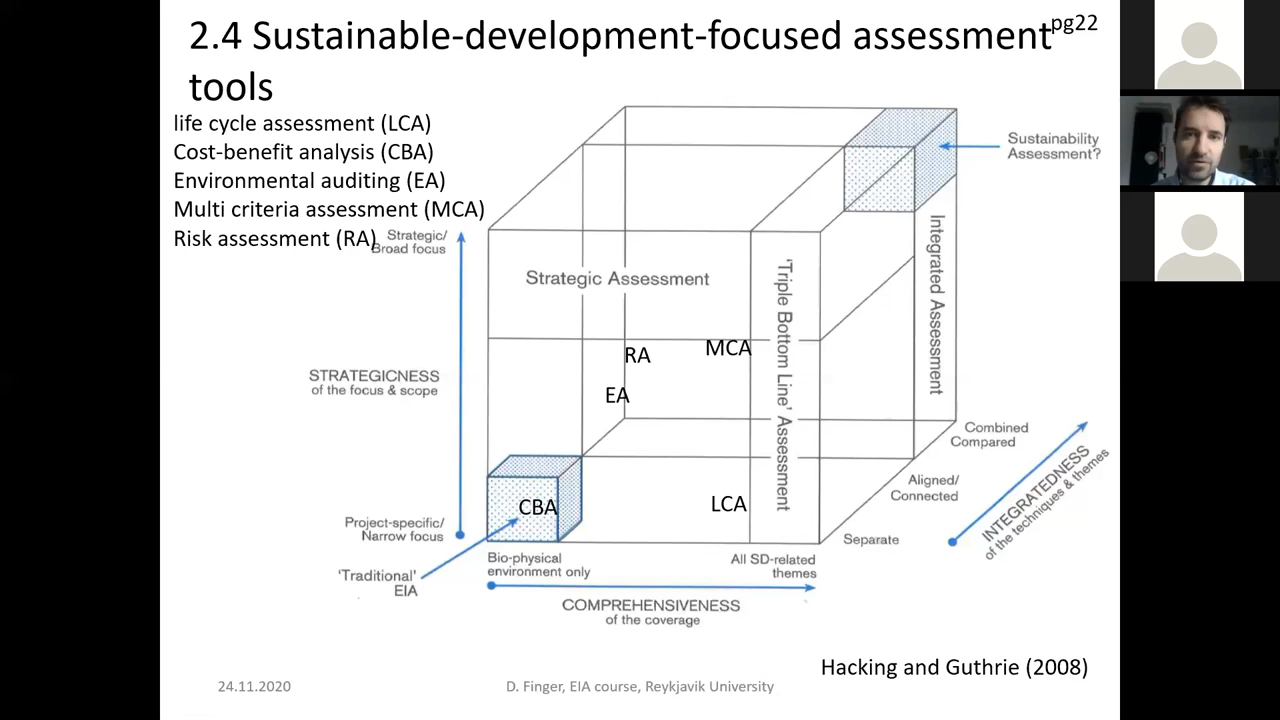 2.4 Sustainable-development-focused assessment pg22
tools
life cycle assessment (LCA)
Cost-benefit analysis (CBA)
Environmental auditing (EA)
Multi criteria assessment (MCA)
Risk assessment (RA)
Strategic/
Broad focus
Sustainability
Assessment?
Strategic Assessment
'Triple Bottom Line' Assessment
Integrated Assessment
RA
MCA
EA
STRATEGICNESS
of the focus & scope
CBA
LCA
Project-specific/
Narrow focus
'Traditional'
EIA
Bio-physical
environment only
All SD-related
themes
COMPREHENSIVENESS
of the coverage
Separate
Aligned/
Connected
Combined
Compared
INTEGRATEDNESS
of the techniques & themes
Hacking and Guthrie (2008)
24.11.2020
D. Finger, EIA course, Reykjavik University